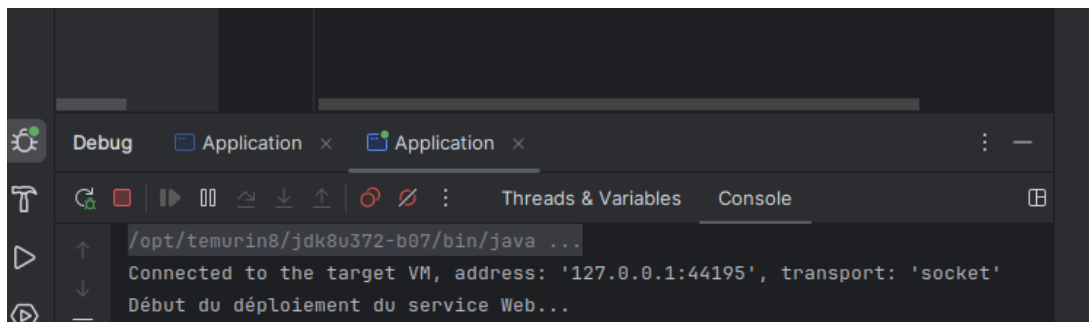 Debug Application × Application ×
Threads & Variables Console
/opt/temurin8/jdk8u372-b07/bin/java ...
Connected to the target VM, address: '127.0.0.1:44195', transport: 'socket'
Début du déploiement du service Web...